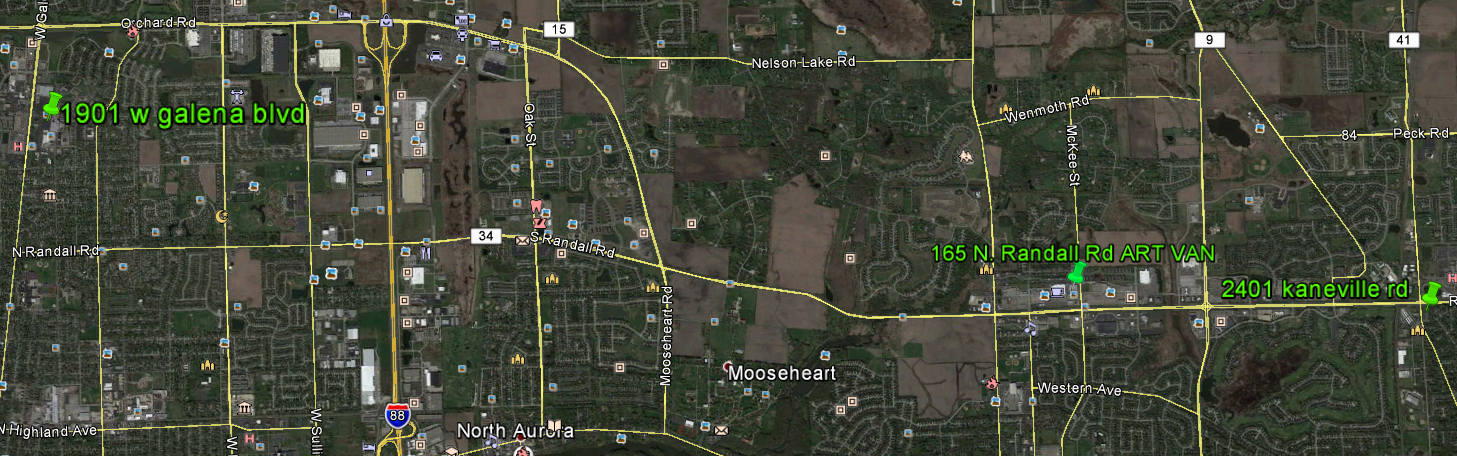 W Gal
Orchard Rd
15
9
41
Nelson Lake Rd
1901 w galena blvd
Wenmoth Rd
Oak St
McKee St
84
Peck Rd
H
N Randall Rd
34
S Randall Rd
165 N. Randall Rd ART VAN
2401 kaneville rd
R
H
Mooseheart Rd
Mooseheart
Western Ave
88
N Highland Ave
H
W
W Sulli
North Aurora